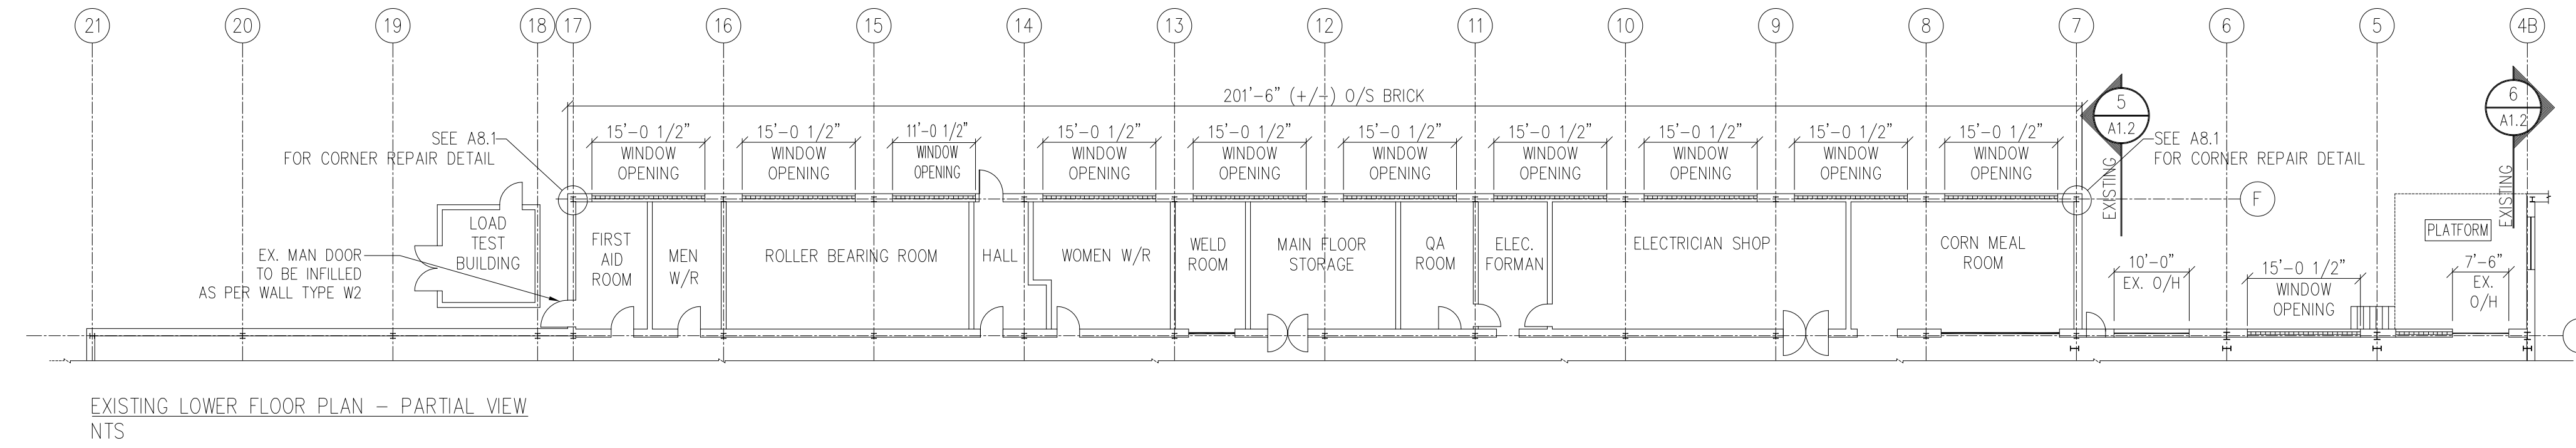 21 20 19 18 17 16 15 14 13 12 11 10 9 8 7 6 5 4B
201'-6" (+/-) O/S BRICK
5
A1.2
EXISTING
6
A1.2
EXISTING
SEE A8.1
FOR CORNER REPAIR DETAIL
15'-0 1/2"
WINDOW
OPENING
15'-0 1/2"
WINDOW
OPENING
11'-0 1/2"
WINDOW
OPENING
15'-0 1/2"
WINDOW
OPENING
15'-0 1/2"
WINDOW
OPENING
15'-0 1/2"
WINDOW
OPENING
15'-0 1/2"
WINDOW
OPENING
15'-0 1/2"
WINDOW
OPENING
15'-0 1/2"
WINDOW
OPENING
15'-0 1/2"
WINDOW
OPENING
SEE A8.1
FOR CORNER REPAIR DETAIL
F
LOAD
TEST
BUILDING
EX. MAN DOOR
TO BE INFILLED
AS PER WALL TYPE W2
FIRST
AID
ROOM
MEN
W/R
ROLLER BEARING ROOM
HALL
WOMEN W/R
WELD
ROOM
MAIN FLOOR
STORAGE
QA
ROOM
ELEC.
FORMAN
ELECTRICIAN SHOP
CORN MEAL
ROOM
PLATFORM
10'-0"
EX. O/H
15'-0 1/2"
WINDOW
OPENING
7'-6"
EX.
O/H
EXISTING LOWER FLOOR PLAN - PARTIAL VIEW
NTS